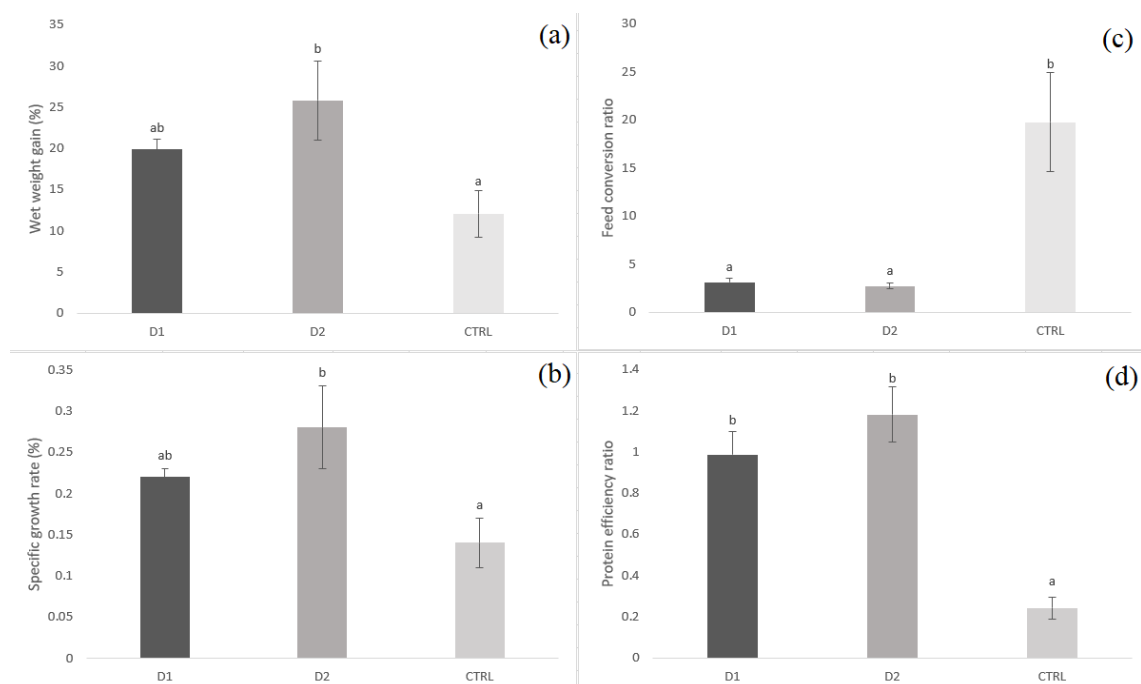 (a)
Wet weight gain (%)
35
30
25
20
15
10
5
0
ab
b
a
D1 D2 CTRL
(c)
Feed conversion ratio
30
25
20
15
10
5
0
a
a
b
D1 D2 CTRL
(b)
Specific growth rate (%)
0.35
0.3
0.25
0.2
0.15
0.1
0.05
0
ab
b
a
D1 D2 CTRL
(d)
Protein efficiency ratio
1.4
1.2
1
0.8
0.6
0.4
0.2
0
b
b
a
D1 D2 CTRL